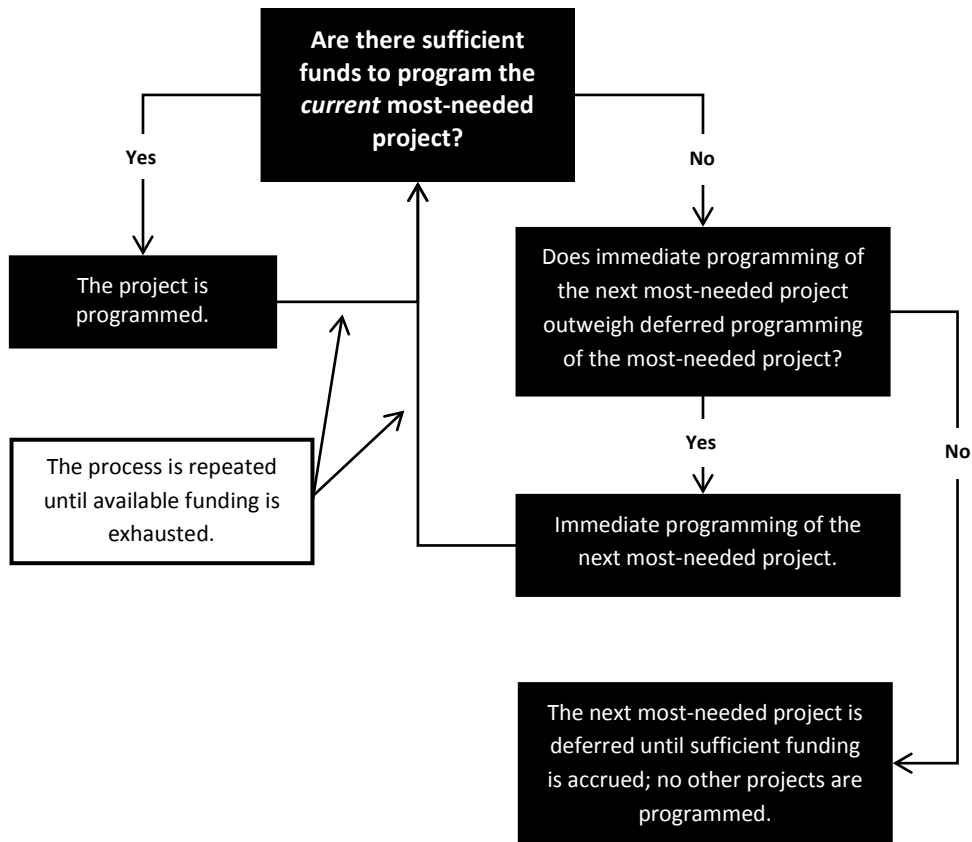 Are there sufficient
funds to program the
current most-needed
project?
Yes
No
The project is
programmed.
Does immediate programming of
the next most-needed project
outweigh deferred programming
of the most-needed project?
Yes
No
The process is repeated
until available funding is
exhausted.
Immediate programming of the
next most-needed project.
The next most-needed project is
deferred until sufficient funding
is accrued; no other projects are
programmed.